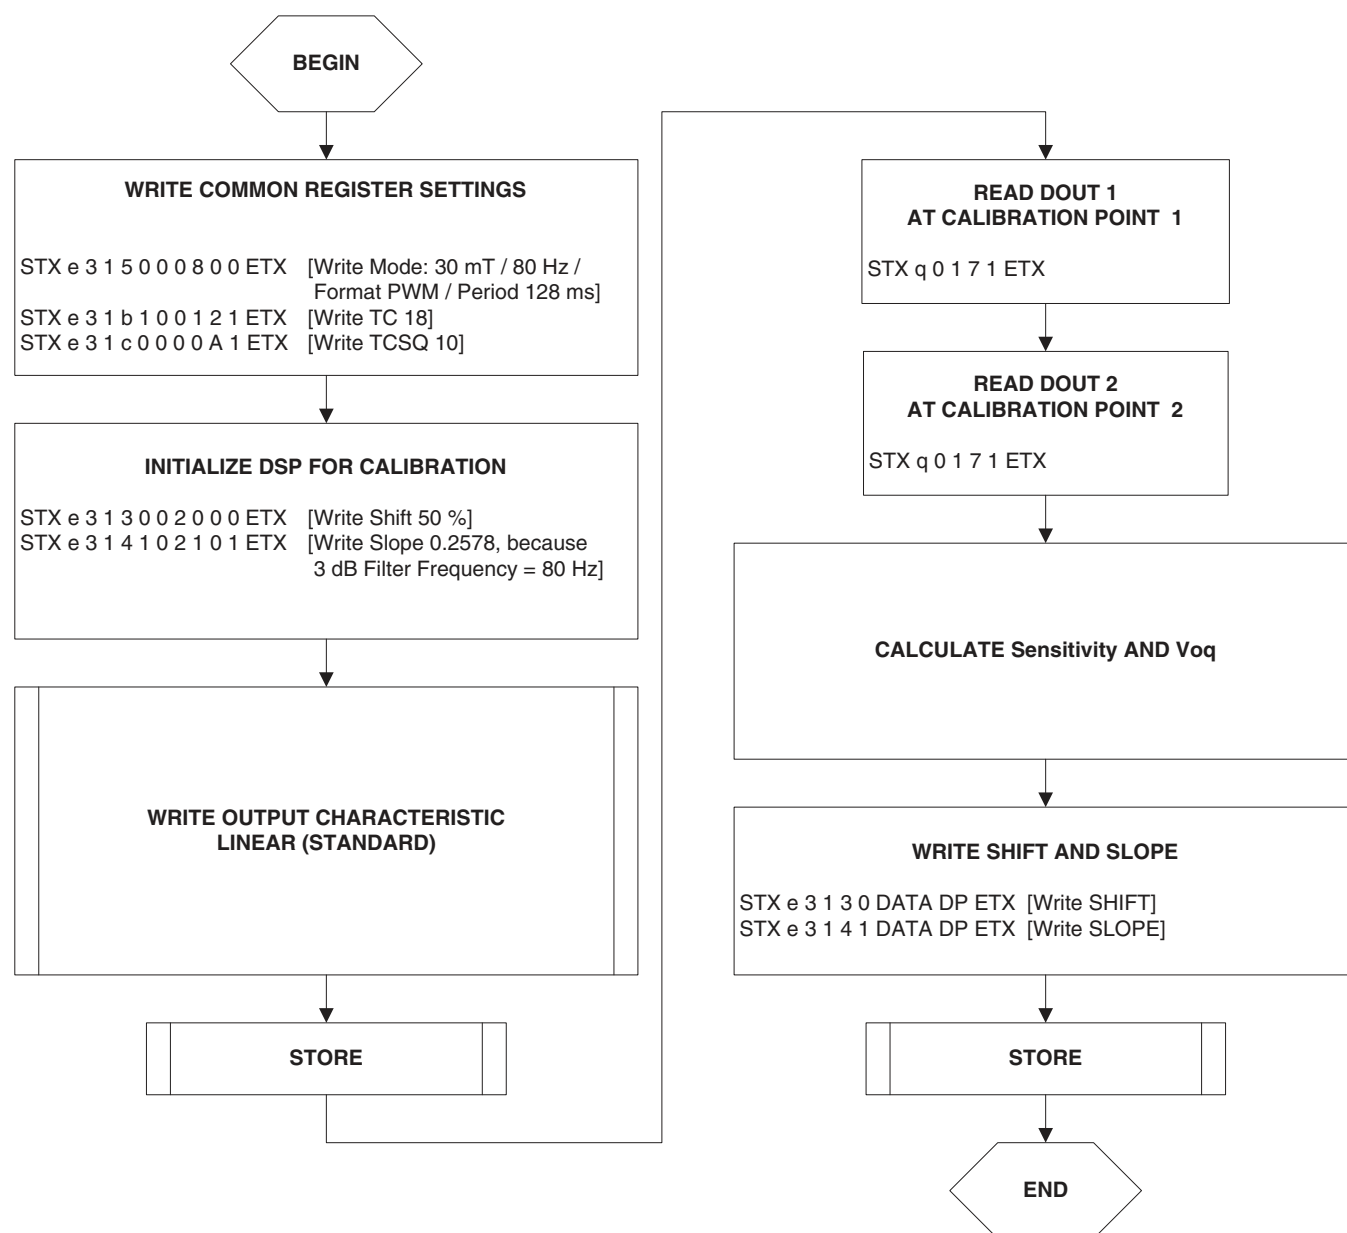 BEGIN
WRITE COMMON REGISTER SETTINGS
STX e 3 1 5 0 0 0 8 0 0 ETX [Write Mode: 30 mT / 80 Hz /
Format PWM / Period 128 ms]
STX e 3 1 b 1 0 0 1 2 1 ETX [Write TC 18]
STX e 3 1 c 0 0 0 0 A 1 ETX [Write TCSQ 10]
INITIALIZE DSP FOR CALIBRATION
STX e 3 1 3 0 0 2 0 0 0 ETX [Write Shift 50 %]
STX e 3 1 4 1 0 2 1 0 1 ETX [Write Slope 0.2578, because
3 dB Filter Frequency = 80 Hz]
WRITE OUTPUT CHARACTERISTIC
LINEAR (STANDARD)
STORE
READ DOUT 1
AT CALIBRATION POINT 1
STX q 0 1 7 1 ETX
READ DOUT 2
AT CALIBRATION POINT 2
STX q 0 1 7 1 ETX
CALCULATE Sensitivity AND Voq
WRITE SHIFT AND SLOPE
STX e 3 1 3 0 DATA DP ETX [Write SHIFT]
STX e 3 1 4 1 DATA DP ETX [Write SLOPE]
STORE
END